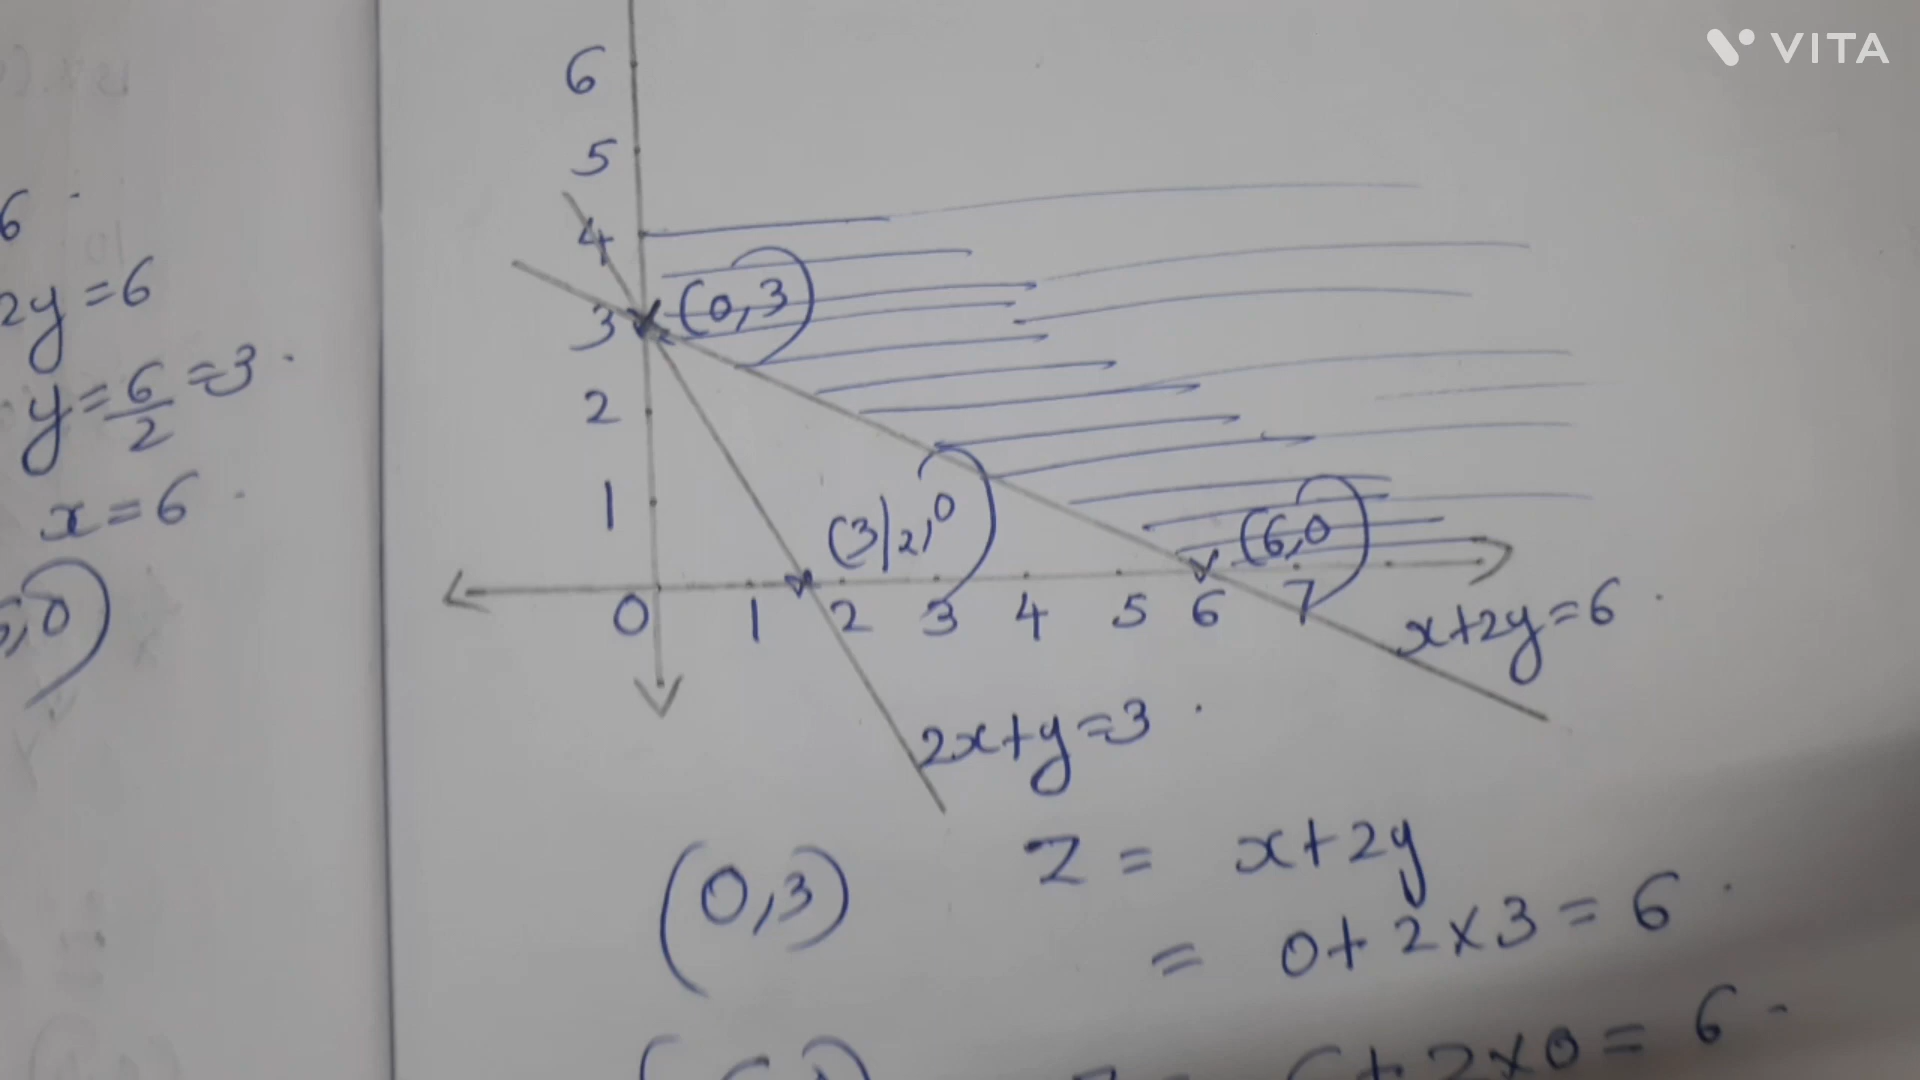 VITA
6
2y = 6
y = 6/2 = 3
x = 6
6
5
4
3
2
1
(0,3)
(3/2,0
(6,0
0 1 2 3 4 5 6 7
x+2y=6
2x+y=3
(0,3) Z = x+2y
= 0+2×3 = 6
+2×0 = 6